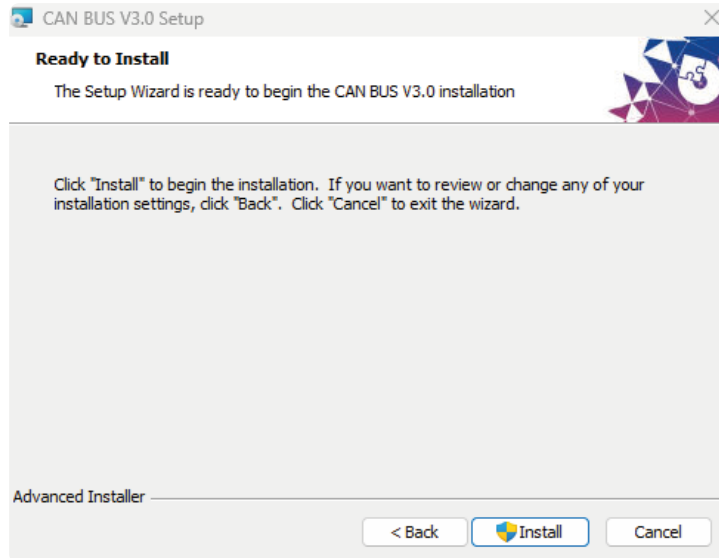 CAN BUS V3.0 Setup
Ready to Install
The Setup Wizard is ready to begin the CAN BUS V3.0 installation
Click "Install" to begin the installation.  If you want to review or change any of your
installation settings, click "Back".  Click "Cancel" to exit the wizard.
Advanced Installer
< Back
Install
Cancel